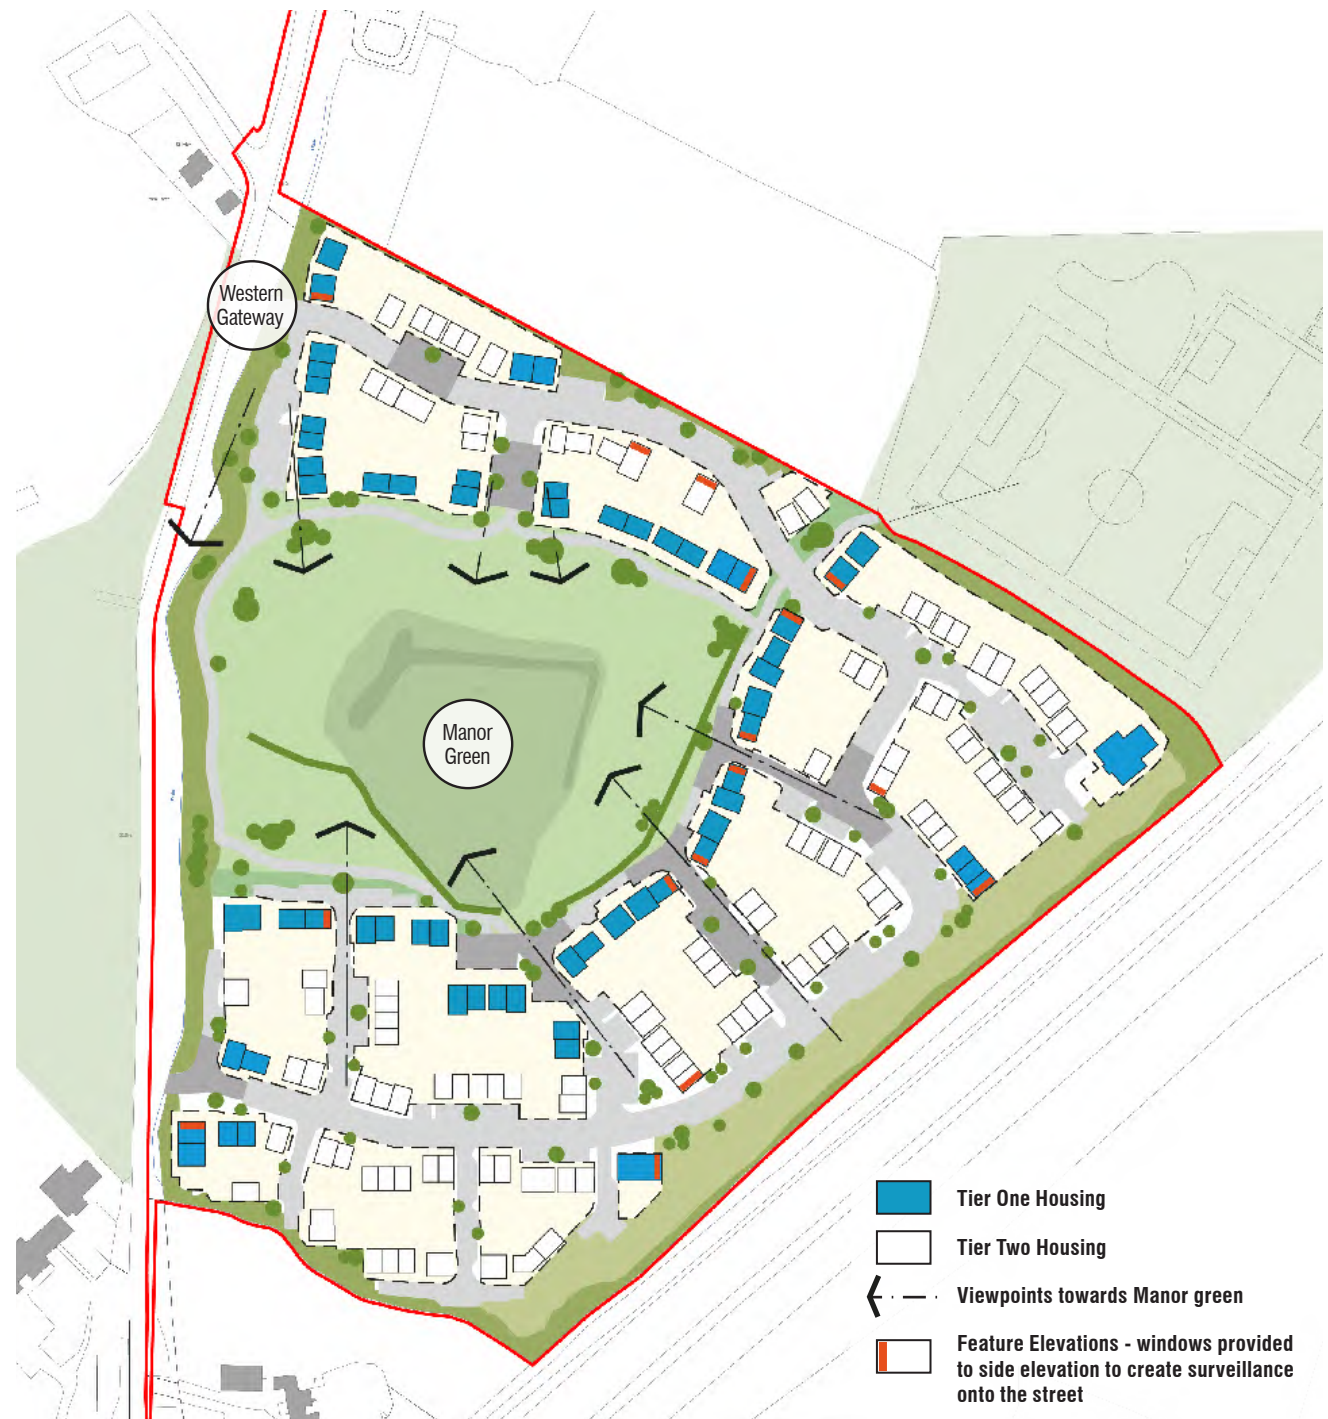 Western
Gateway
Manor
Green
Tier One Housing
Tier Two Housing
Viewpoints towards Manor green
Feature Elevations - windows provided
to side elevation to create surveillance
onto the street